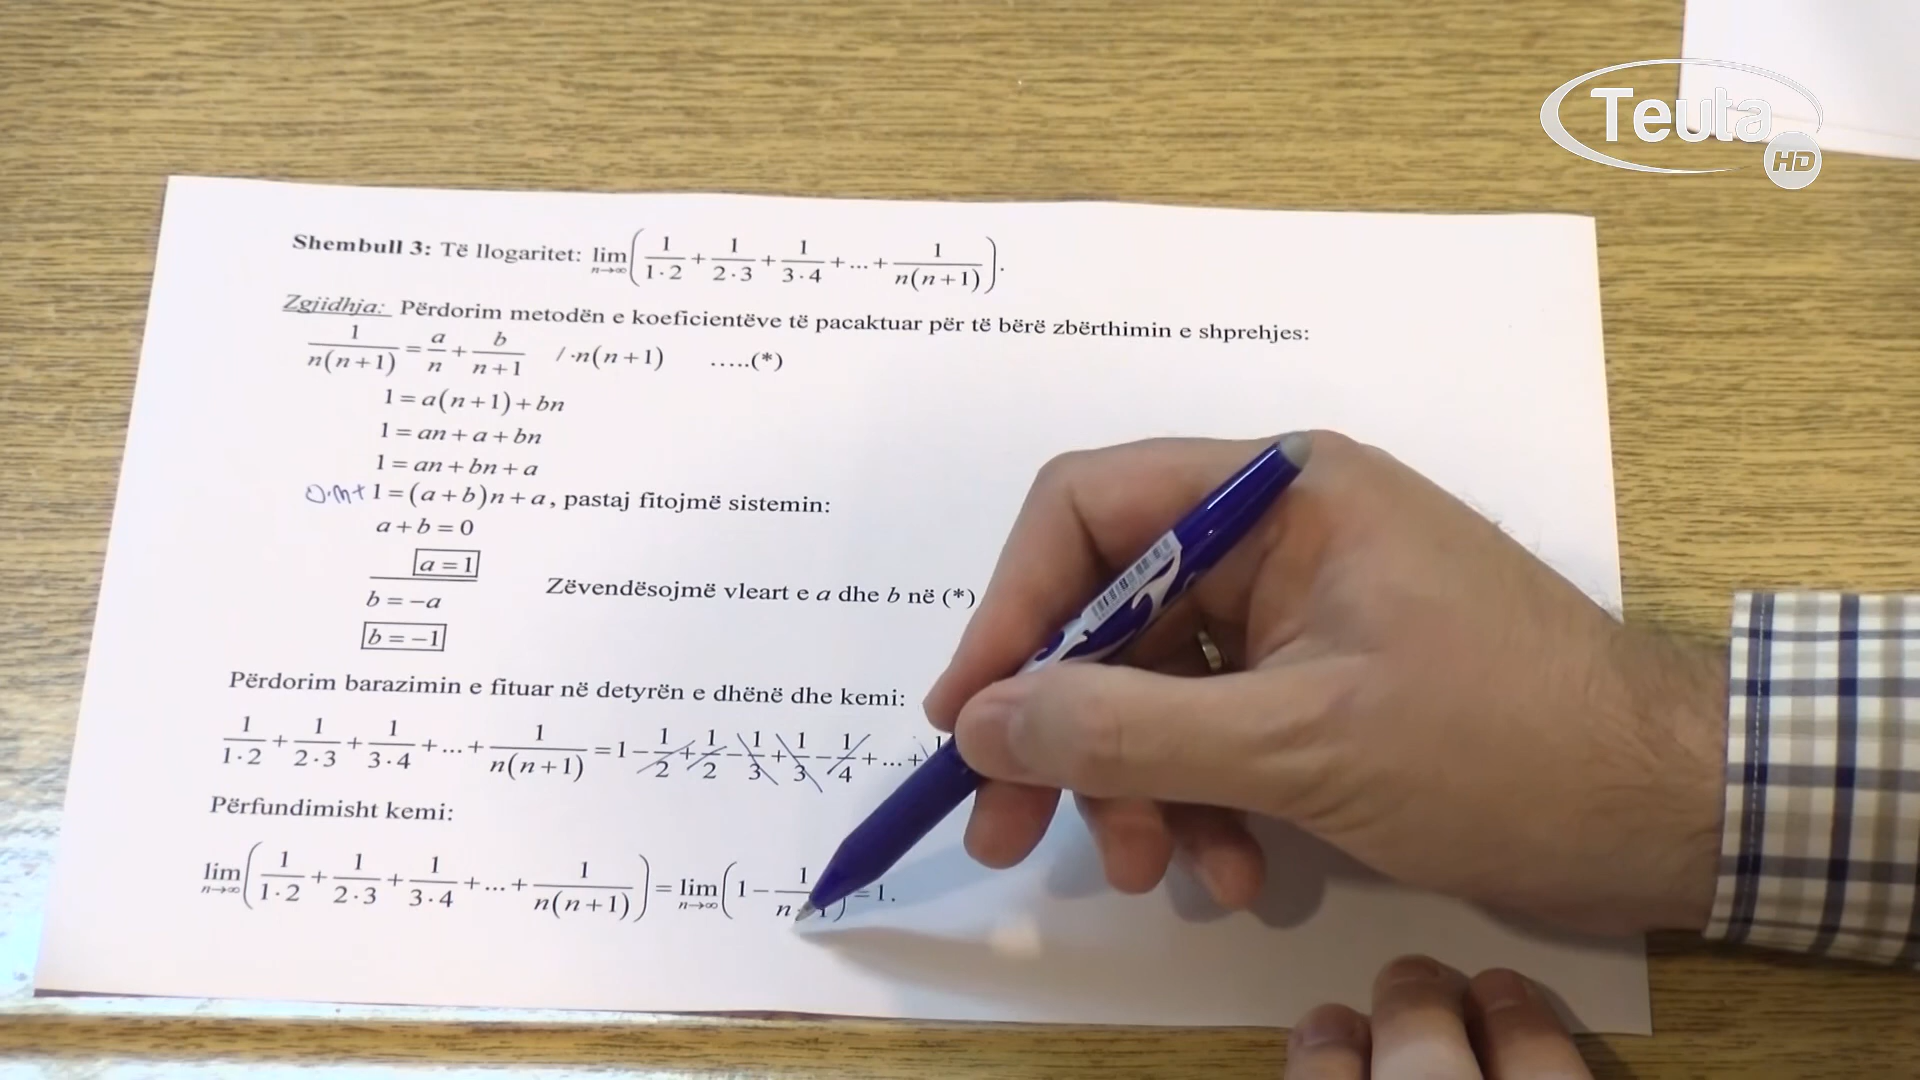 Teuta
HD
Shembull 3: Të llogaritet: lim n→∞ (1/(1·2) + 1/(2·3) + 1/(3·4) + ... + 1/(n(n+1))).
Zgjidhja: Përdorim metodën e koeficientëve të pacaktuar për të bërë zbërthimin e shprehjes:
1/(n(n+1)) = a/n + b/(n+1) / ·n(n+1) .....(*)
1 = a(n+1) + bn
1 = an + a + bn
1 = an + bn + a
0·n+ 1 = (a+b)n + a, pastaj fitojmë sistemin:
a + b = 0
a = 1
b = −a
Zëvendësojmë vleart e a dhe b në (*)
b = −1
Përdorim barazimin e fituar në detyrën e dhënë dhe kemi:
1/(1·2) + 1/(2·3) + 1/(3·4) + ... + 1/(n(n+1)) = 1 − 1/2 + 1/2 − 1/3 + 1/3 − 1/4 + ... +
Përfundimisht kemi:
lim n→∞ (1/(1·2) + 1/(2·3) + 1/(3·4) + ... + 1/(n(n+1))) = lim n→∞ (1 − 1/(n+1)) = 1.